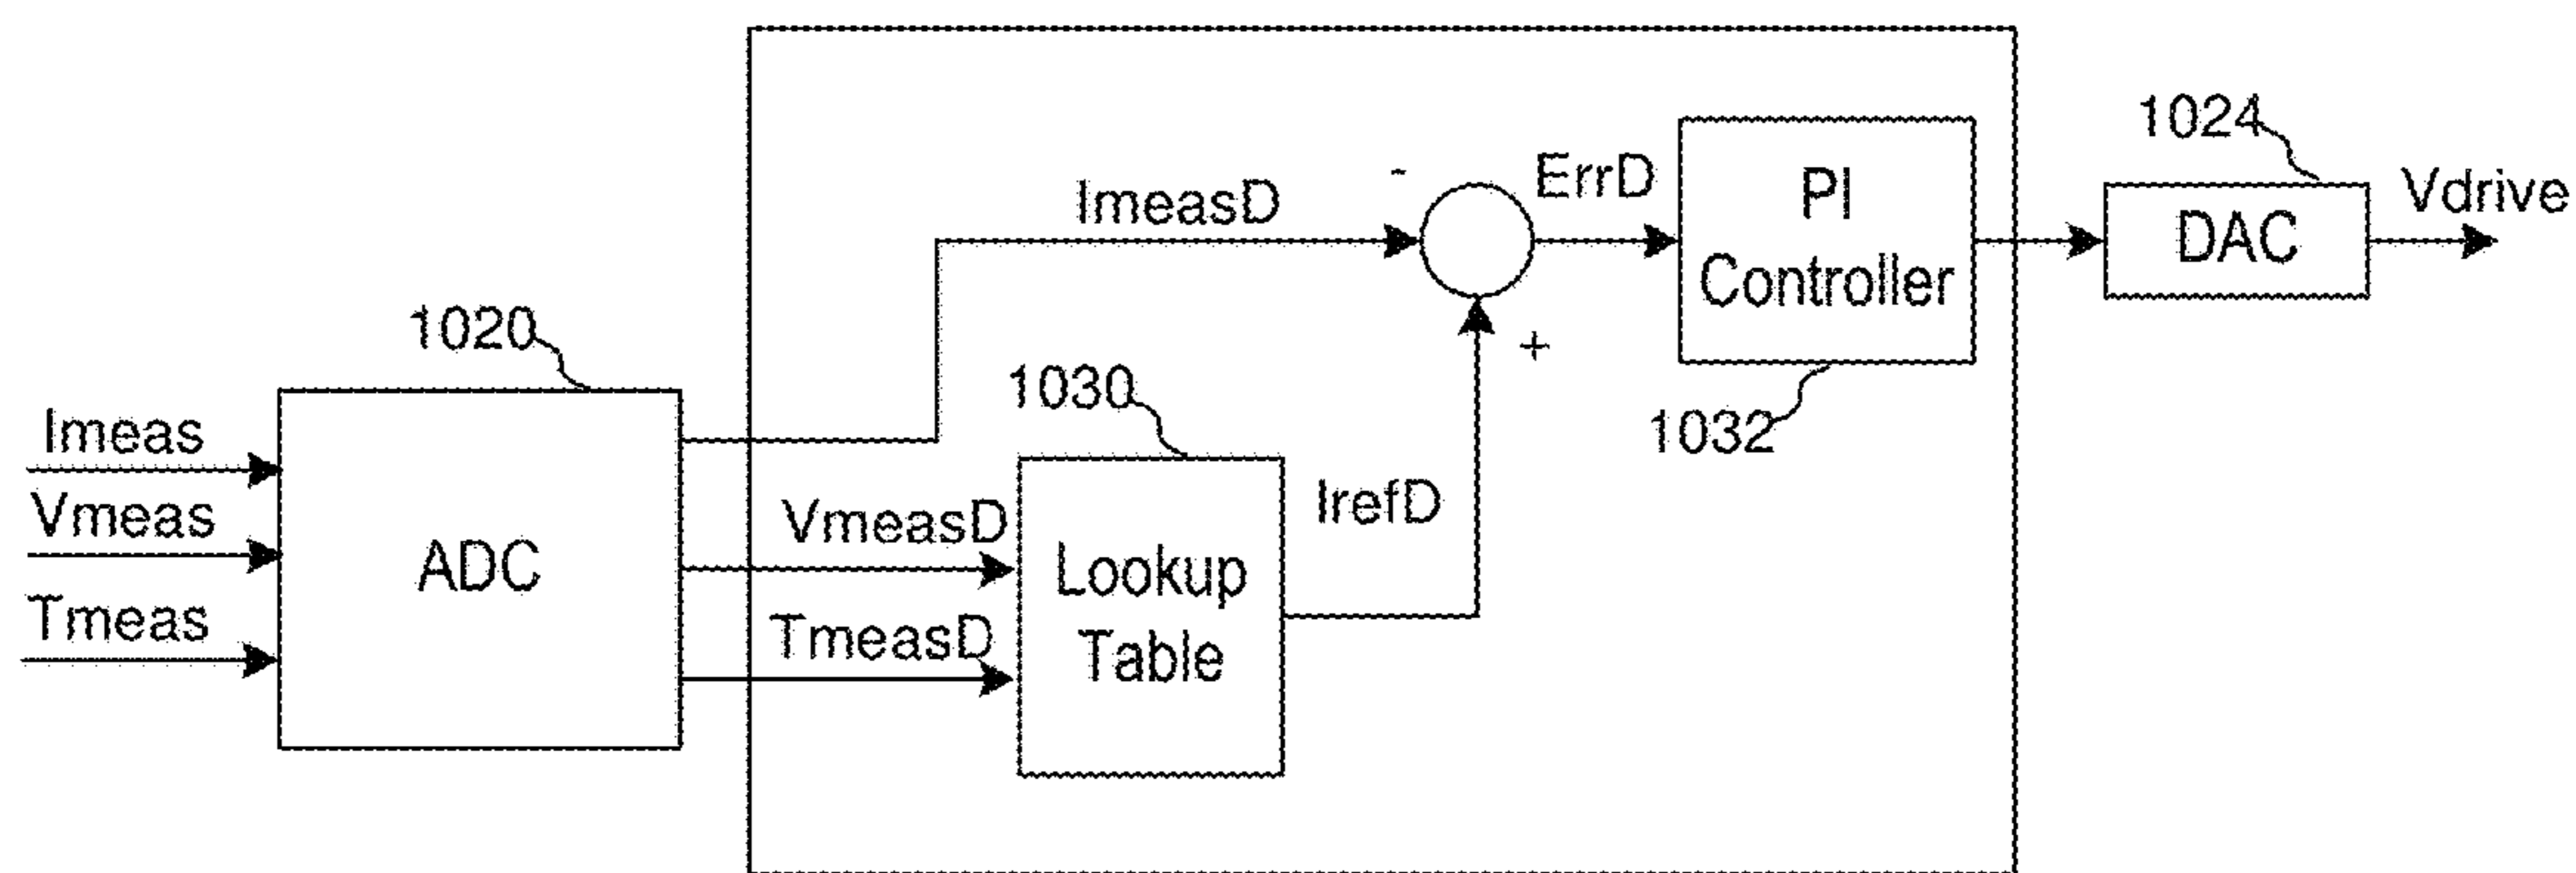 1024
ErrD
PI
Controller
Vdrive
DAC
ImeasD
-
+
1020
1030
1032
Imeas
Vmeas
Tmeas
ADC
VmeasD
TmeasD
Lookup
Table
IrefD